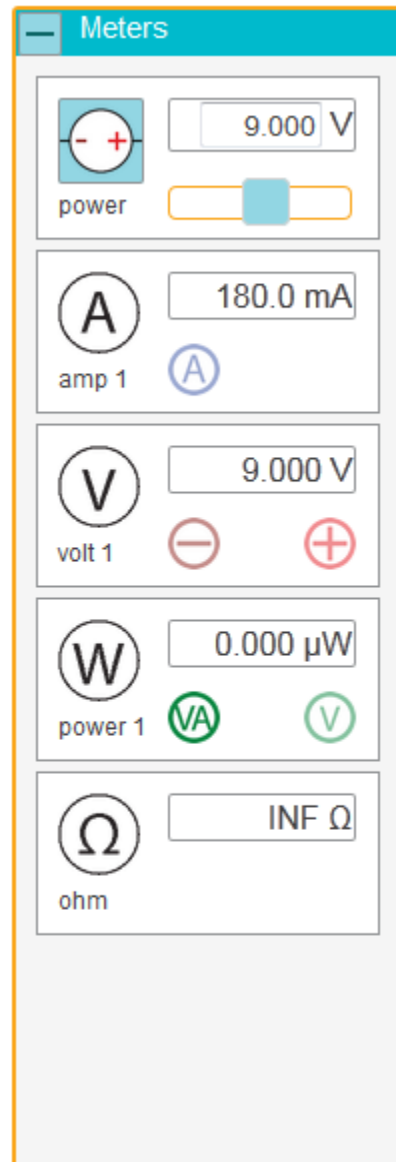 Meters
- +
9.000 V
power
A
180.0 mA
amp 1
A
V
9.000 V
volt 1
W
0.000 µW
power 1
VA
V
Ω
INF Ω
ohm